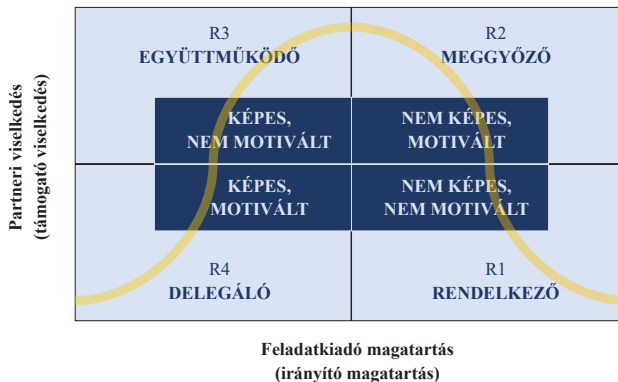 R3
EGYÜTTMŰKÖDŐ
R2
MEGGYŐZŐ
KÉPES,
NEM MOTIVÁLT
NEM KÉPES,
MOTIVÁLT
KÉPES,
MOTIVÁLT
NEM KÉPES,
NEM MOTIVÁLT
R4
DELEGÁLÓ
R1
RENDELKEZŐ
Partneri viselkedés
(támogató viselkedés)
Feladatkiadó magatartás
(irányító magatartás)